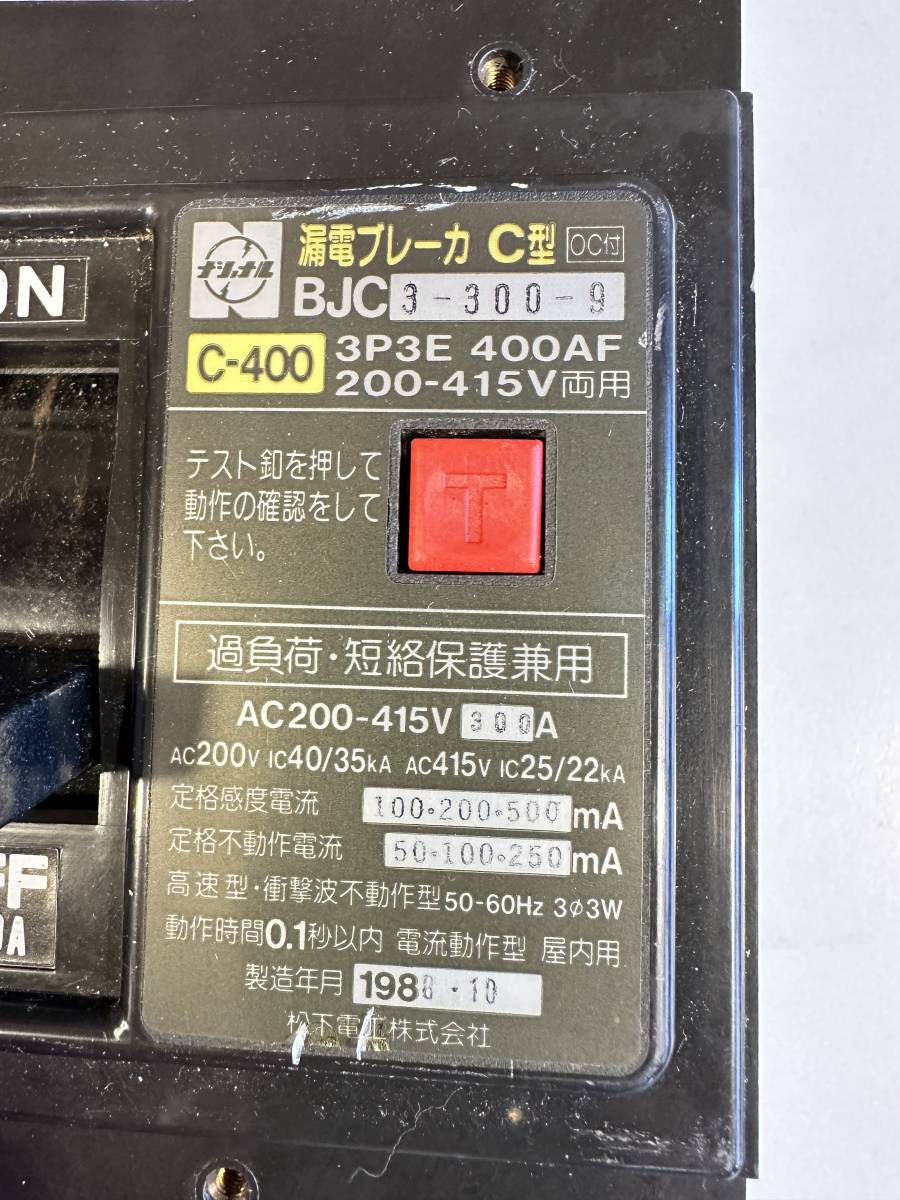 ON
ナショナル
漏電ブレーカ C型 OC付
BJC 3-300-9
C-400
3P3E 400AF
200-415V両用
テスト釦を押して
動作の確認をして
下さい。
T
過負荷・短絡保護兼用
AC200-415V 300A
AC200V IC40/35kA AC415V IC25/22kA
定格感度電流 100・200・500mA
定格不動作電流 50・100・250mA
高速型・衝撃波不動作型50-60Hz 3φ3W
動作時間0.1秒以内 電流動作型 屋内用
製造年月
松下電工株式会社